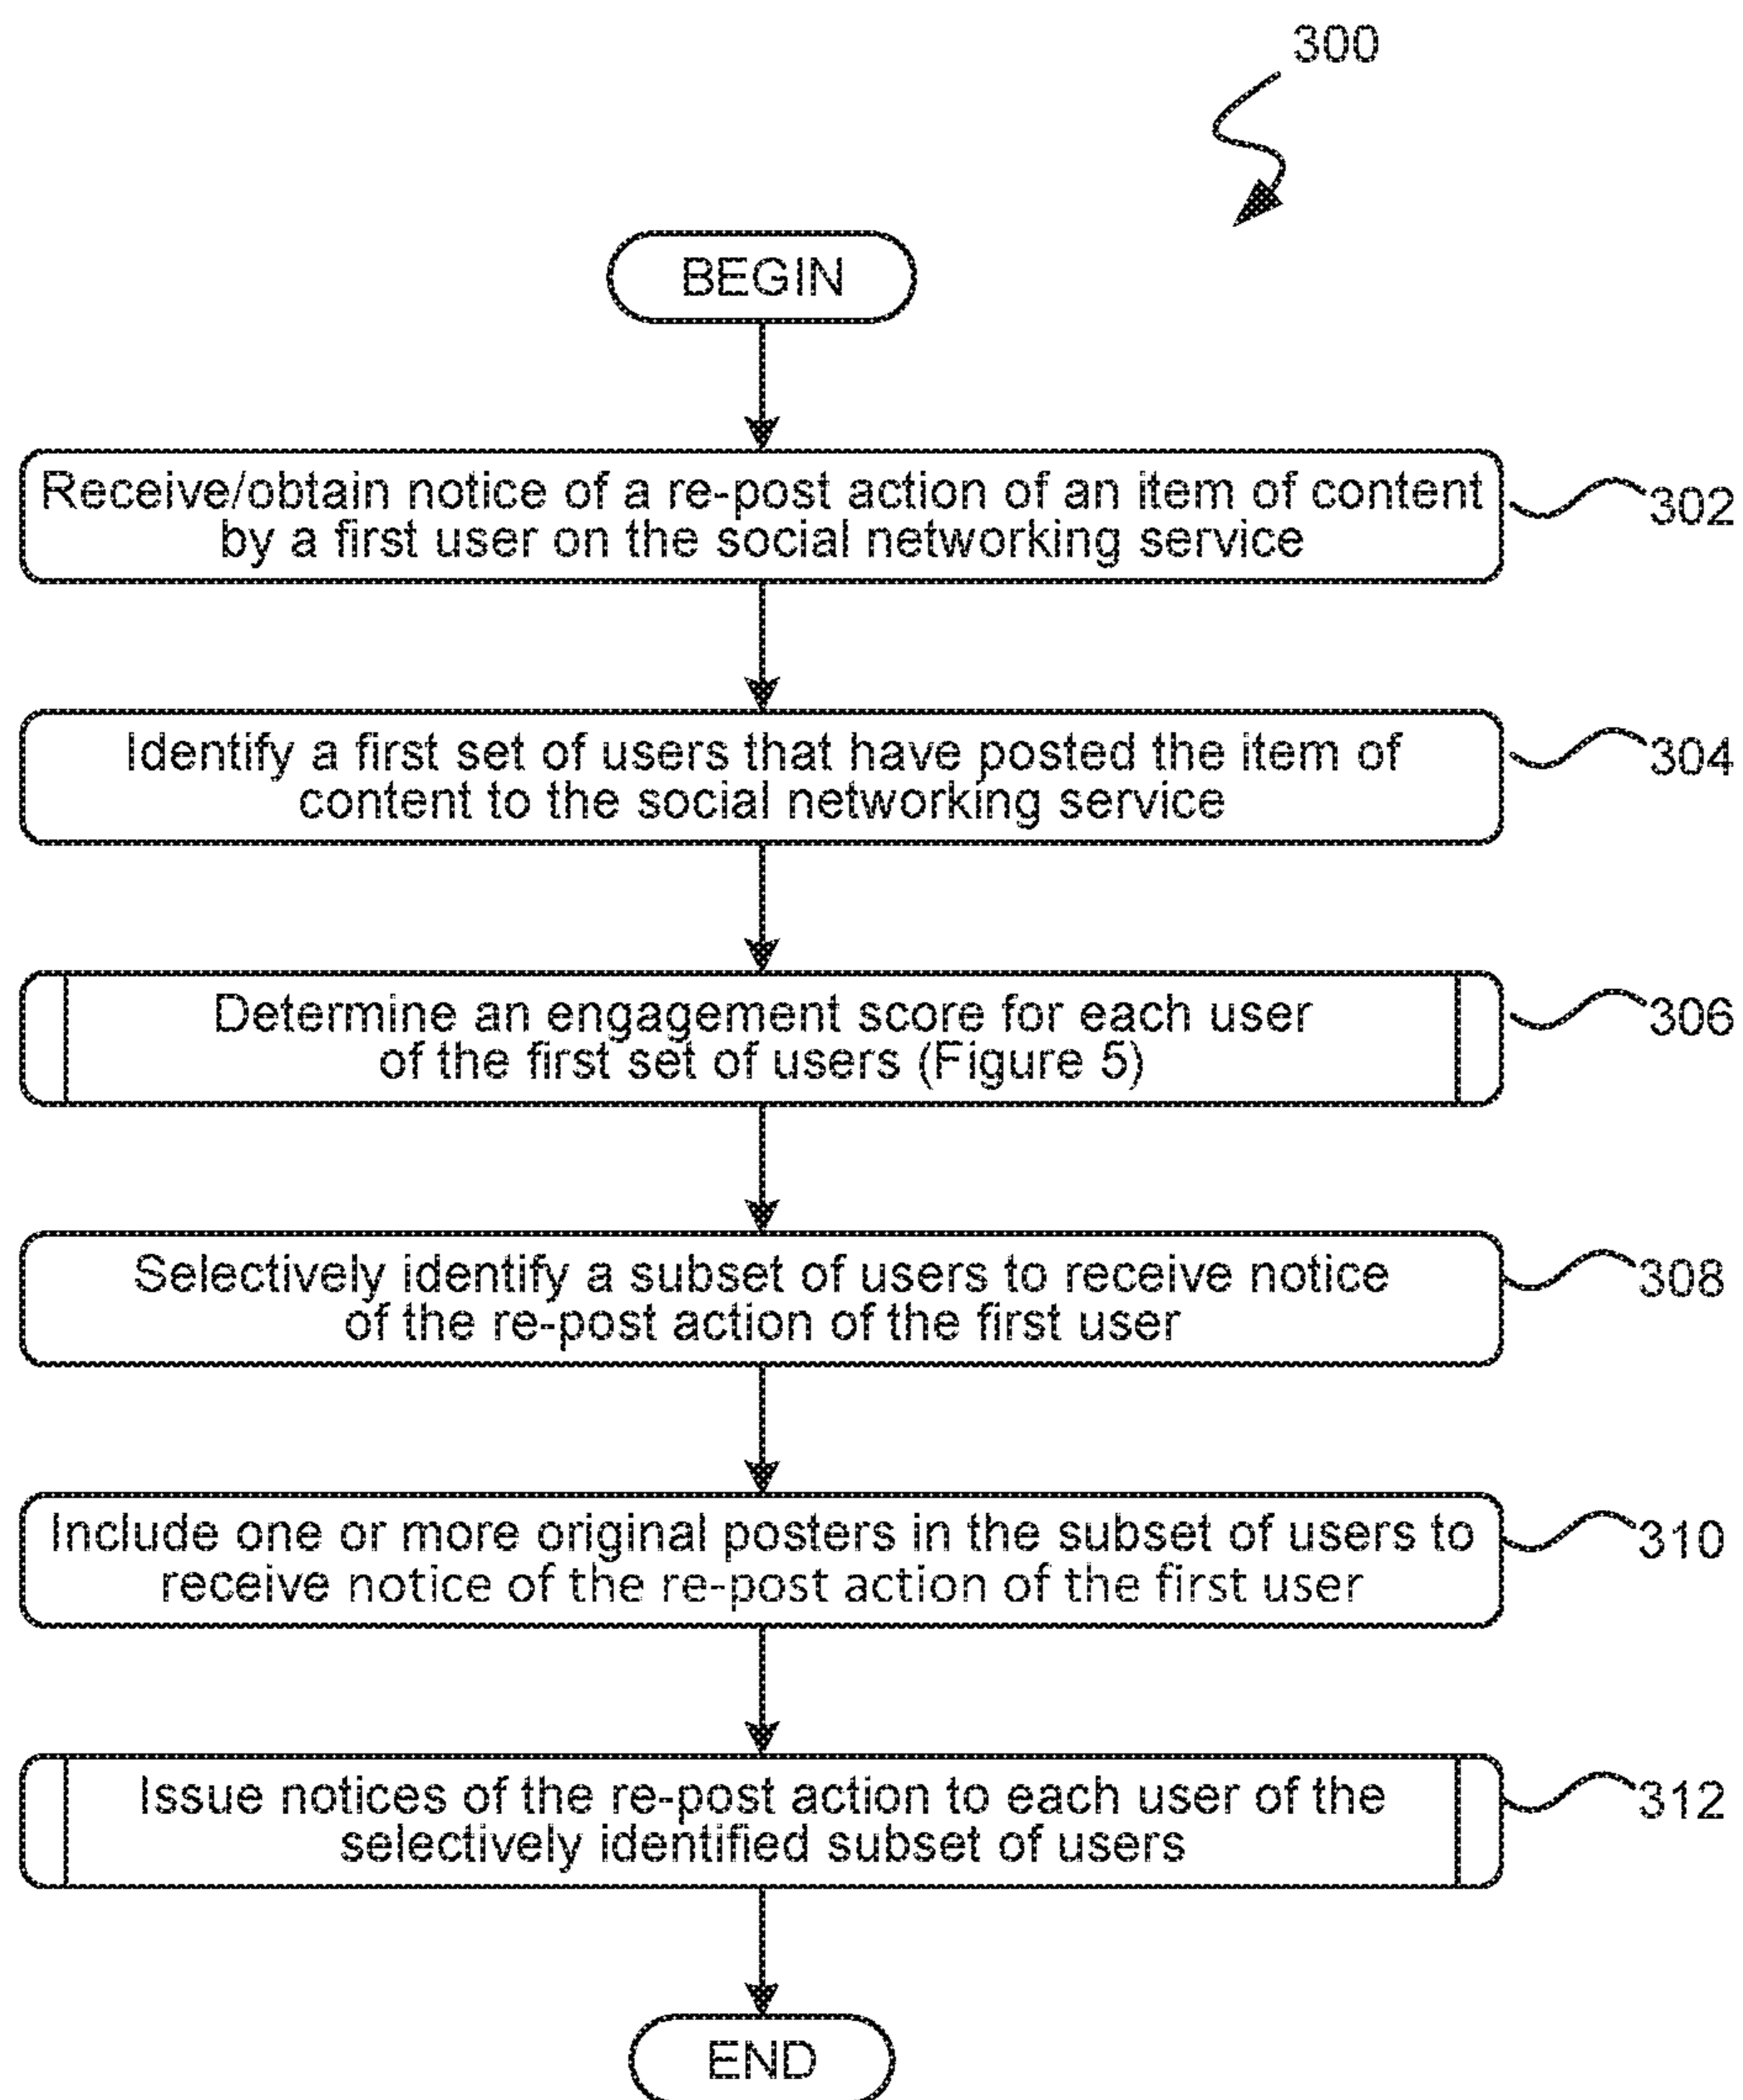 300
BEGIN
Receive/obtain notice of a re-post action of an item of content
by a first user on the social networking service
302
Identify a first set of users that have posted the item of
content to the social networking service
304
Determine an engagement score for each user
of the first set of users (Figure 5)
306
Selectively identify a subset of users to receive notice
of the re-post action of the first user
308
Include one or more original posters in the subset of users to
receive notice of the re-post action of the first user
310
Issue notices of the re-post action to each user of the
selectively identified subset of users
312
END